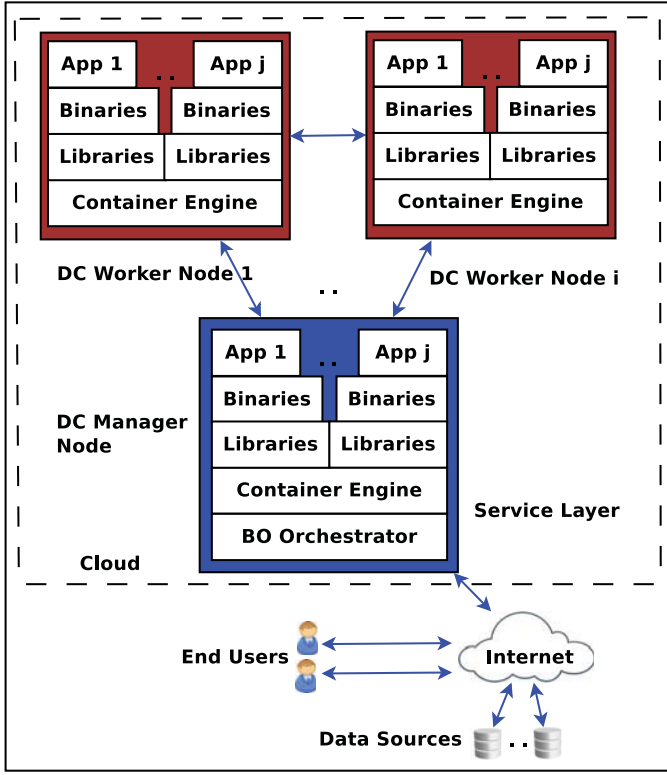 App 1
. .
App j
App 1
. .
App j
Binaries
Binaries
Binaries
Binaries
Libraries
Libraries
Libraries
Libraries
Container Engine
Container Engine
DC Worker Node 1
DC Worker Node i
. .
App 1
. .
App j
Binaries
Binaries
DC Manager
Node
Libraries
Libraries
Container Engine
Service Layer
BO Orchestrator
Cloud
End Users
Internet
Data Sources
. .